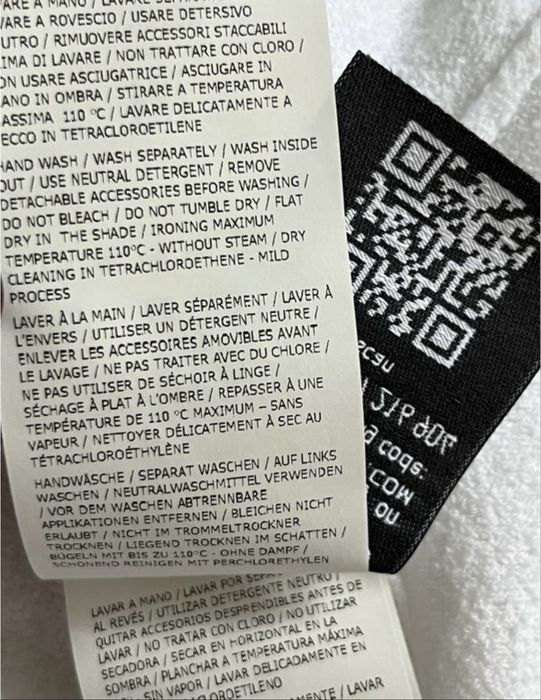 A MANO / LAVARE
ARE A ROVESCIO / USARE DETERSIVO
UTRO / RIMUOVERE ACCESSORI STACCABILI
IMA DI LAVARE / NON TRATTARE CON CLORO /
ON USARE ASCIUGATRICE / ASCIUGARE IN
ANO IN OMBRA / STIRARE A TEMPERATURA
ASSIMA 110 °C / LAVARE DELICATAMENTE A
ECCO IN TETRACLOROETILENE
HAND WASH / WASH SEPARATELY / WASH INSIDE
OUT / USE NEUTRAL DETERGENT / REMOVE
DETACHABLE ACCESSORIES BEFORE WASHING /
DO NOT BLEACH / DO NOT TUMBLE DRY / FLAT
DRY IN THE SHADE / IRONING MAXIMUM
TEMPERATURE 110°C - WITHOUT STEAM / DRY
CLEANING IN TETRACHLOROETHENE - MILD
PROCESS
LAVER À LA MAIN / LAVER SÉPARÉMENT / LAVER À
L'ENVERS / UTILISER UN DÉTERGENT NEUTRE /
ENLEVER LES ACCESSOIRES AMOVIBLES AVANT
LE LAVAGE / NE PAS TRAITER AVEC DU CHLORE /
NE PAS UTILISER DE SÉCHOIR À LINGE /
SÉCHAGE À PLAT À L'OMBRE / REPASSER À UNE
TEMPÉRATURE DE 110 °C MAXIMUM – SANS
VAPEUR / NETTOYER DÉLICATEMENT À SEC AU
TÉTRACHLOROÉTHYLÈNE
HANDWÄSCHE / SEPARAT WASCHEN / AUF LINKS
WASCHEN / NEUTRALWASCHMITTEL VERWENDEN
/ VOR DEM WASCHEN ABTRENNBARE
APPLIKATIONEN ENTFERNEN / BLEICHEN NICHT
ERLAUBT / NICHT IM TROMMELTROCKNER
TROCKNEN / LIEGEND TROCKNEN IM SCHATTEN /
BÜGELN MIT BIS ZU 110°C - OHNE DAMPF /
SCHONEND REINIGEN MIT PERCHLORETHYLEN
LAVAR A MANO / LAVAR POR
AL REVÉS / UTILIZAR DETERGENTE NEUTRO /
QUITAR ACCESORIOS DESPRENDIBLES ANTES DE
LAVAR / NO TRATAR CON CLORO / NO UTILIZAR
SECADORA / SECAR EN HORIZONTAL EN LA
SOMBRA / PLANCHAR A TEMPERATURA MÁXIMA
SIN VAPOR / LAVAR DELICADAMENTE EN
/ LAVAR